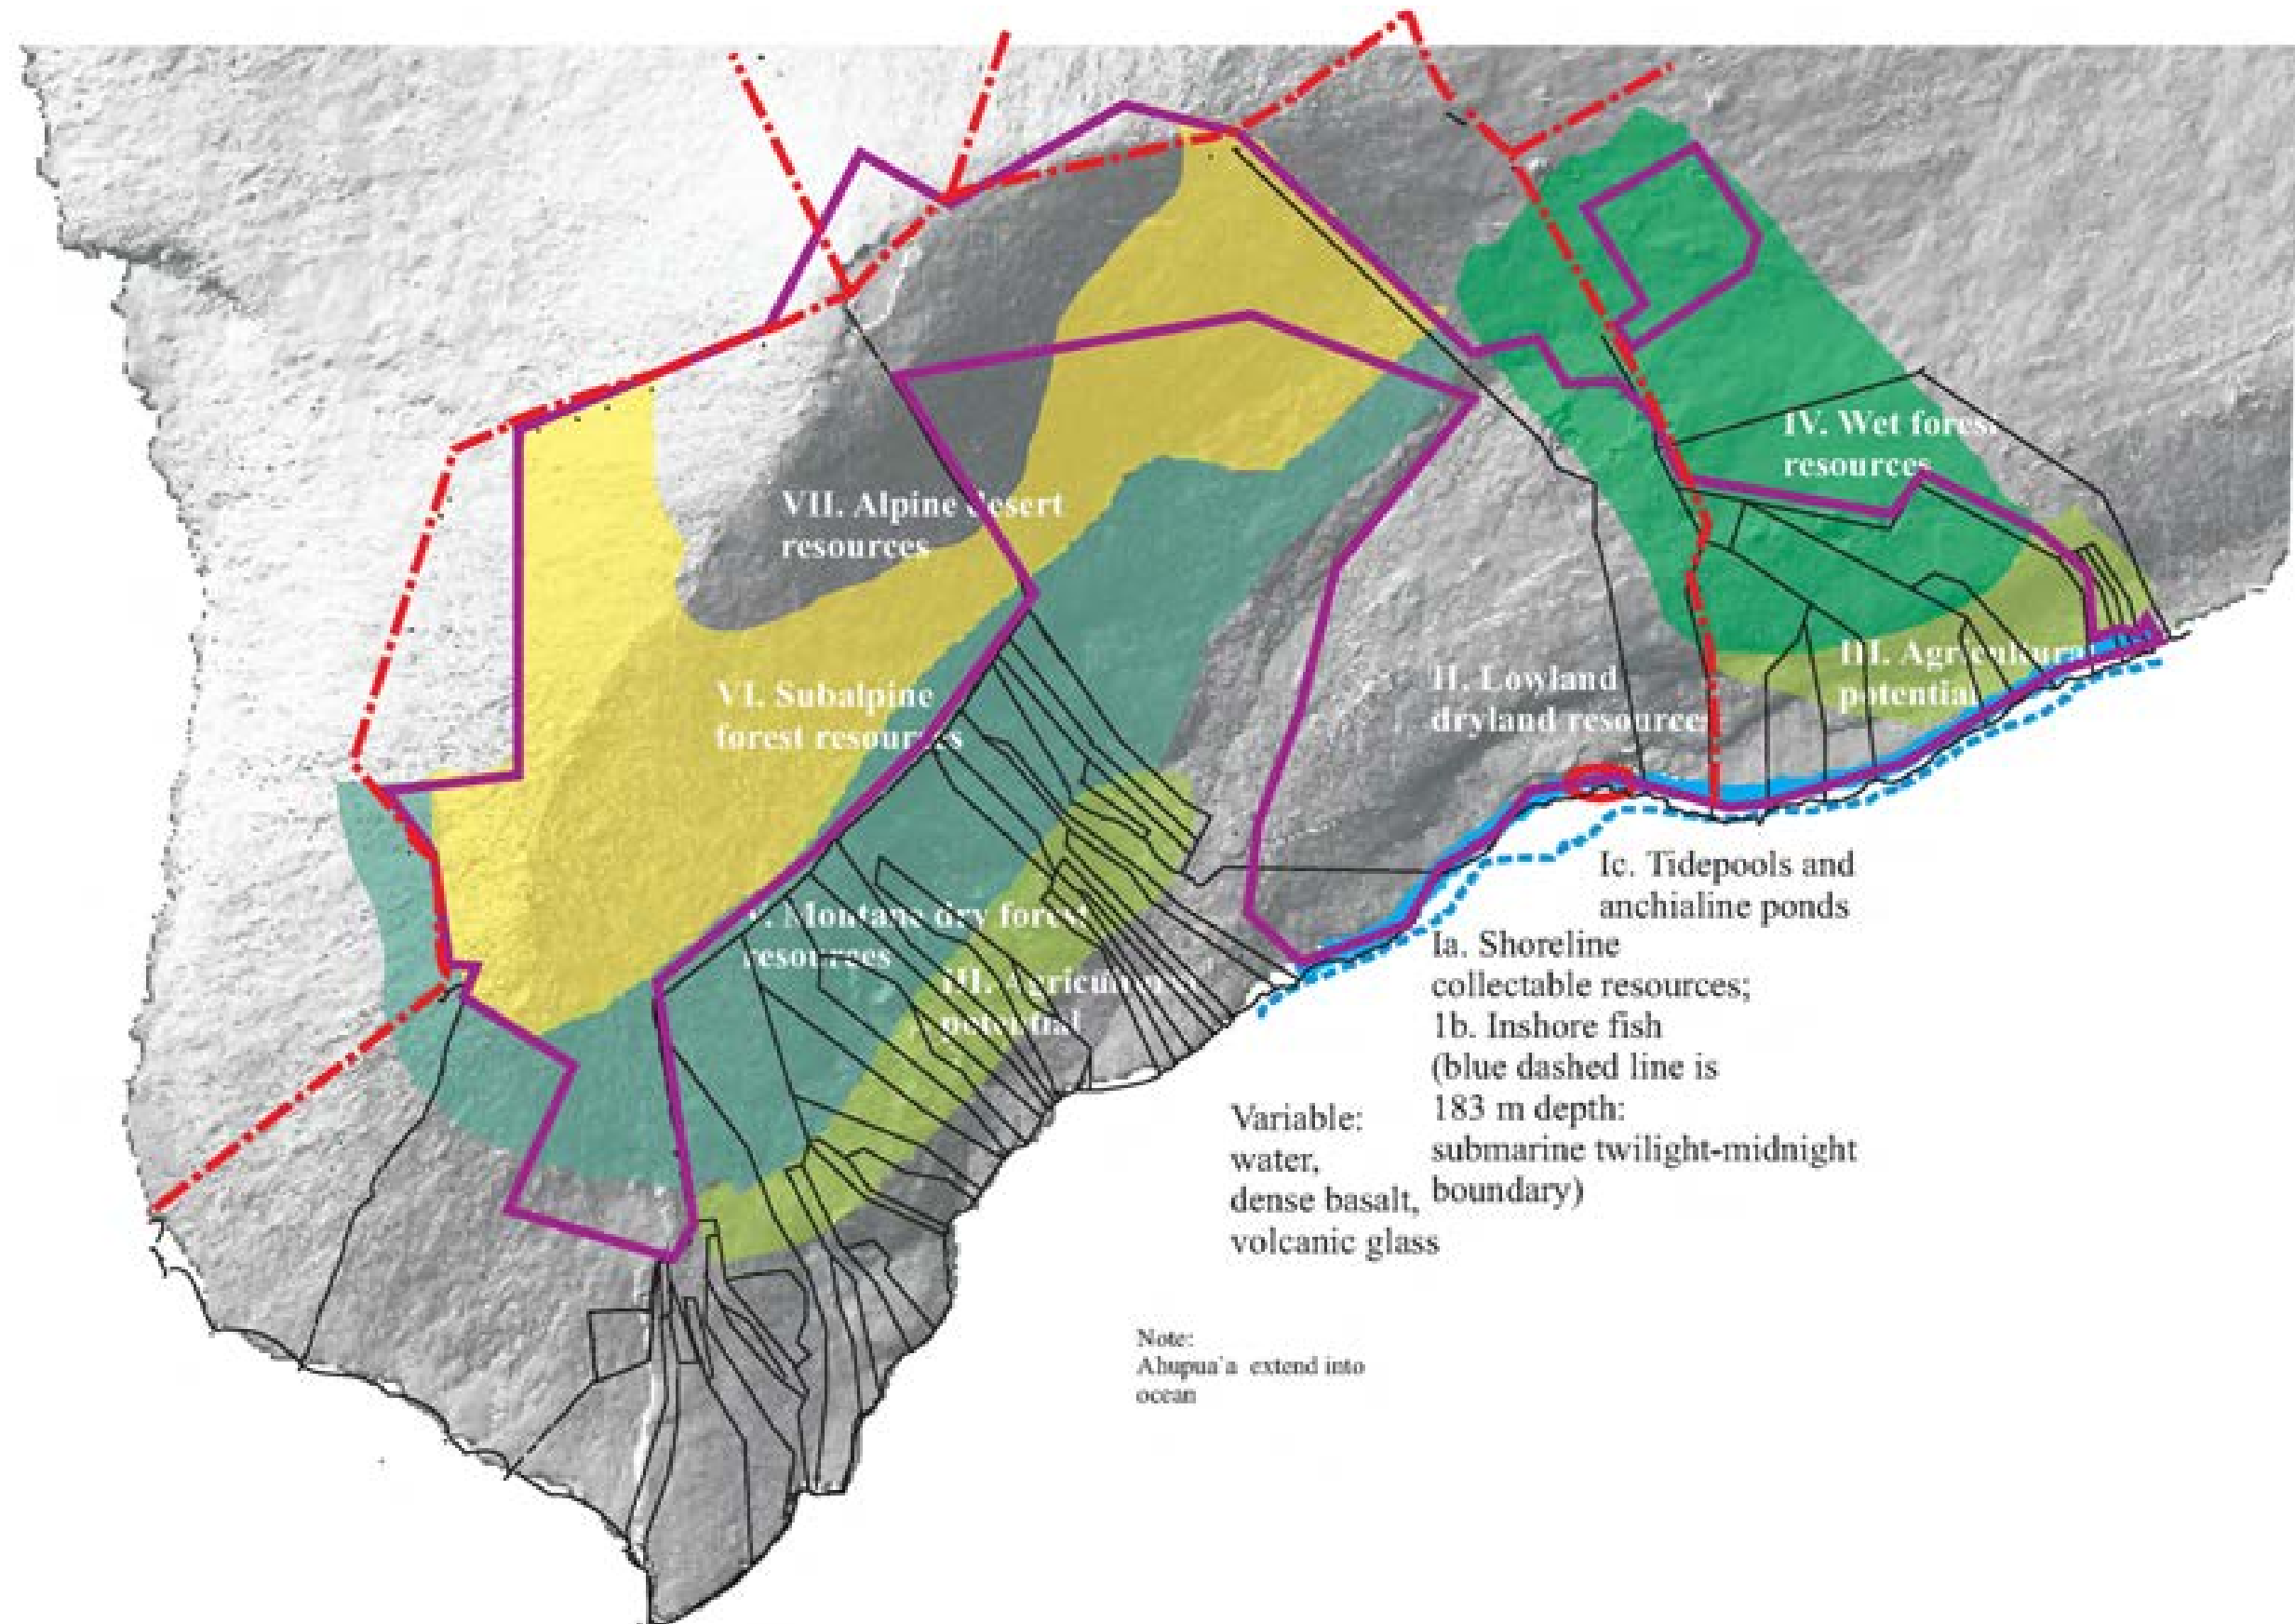 IV. Wet forest
resources
VII. Alpine desert
resources
III. Agricultural
potential
II. Lowland
dryland resources
VI. Subalpine
forest resources
Ic. Tidepools and
anchialine ponds
V. Montane dry forest
resources
Ia. Shoreline
collectable resources;
1b. Inshore fish
(blue dashed line is
183 m depth:
submarine twilight-midnight
boundary)
III. Agricultural
potential
Variable:
water,
dense basalt,
volcanic glass
Note:
Ahupua'a extend into
ocean